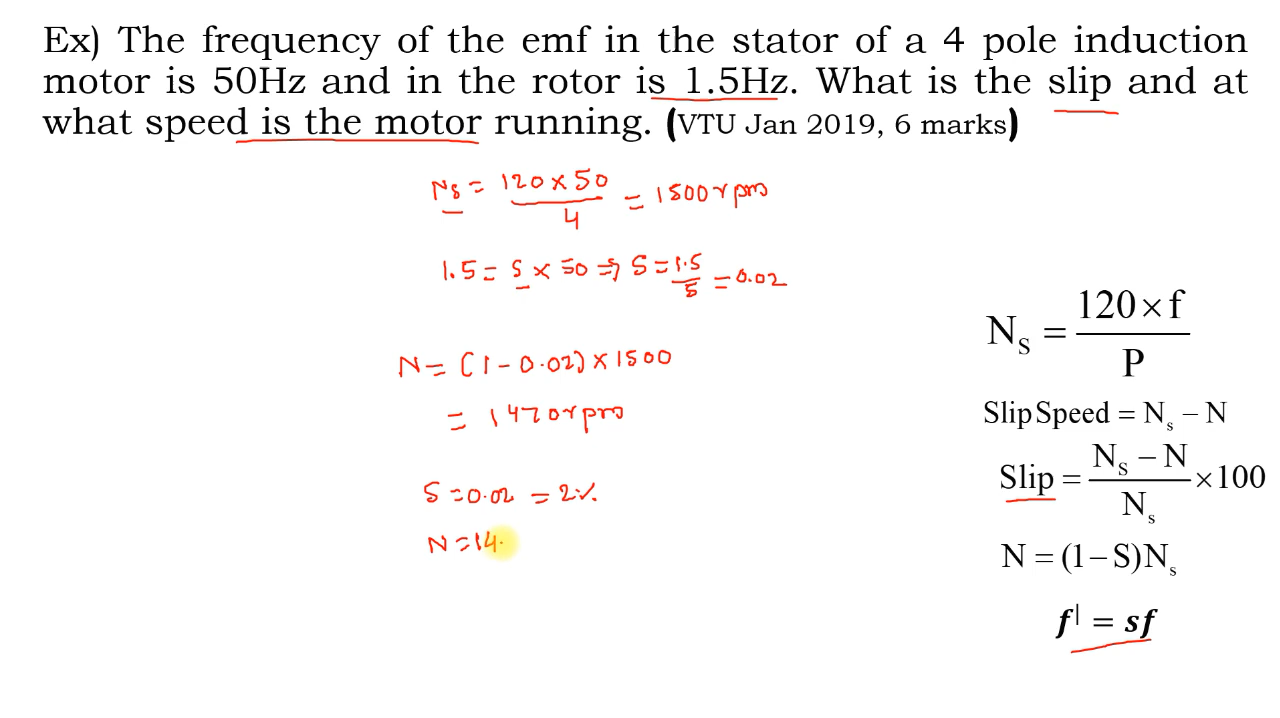 Ex) The frequency of the emf in the stator of a 4 pole induction
motor is 50Hz and in the rotor is 1.5Hz. What is the slip and at
what speed is the motor running. (VTU Jan 2019, 6 marks)
Ns = 120 × 50 / 4 = 1500 rpm
1.5 = S × 50 ⇒ S = 1.5 / 5 = 0.02
N = (1 - 0.02) × 1500
= 1470 rpm
S = 0.02 = 2%
N = 14
N_S = 120 × f / P
Slip Speed = N_s − N
Slip = N_S − N / N_s × 100
N = (1 − S)N_s
f| = sf